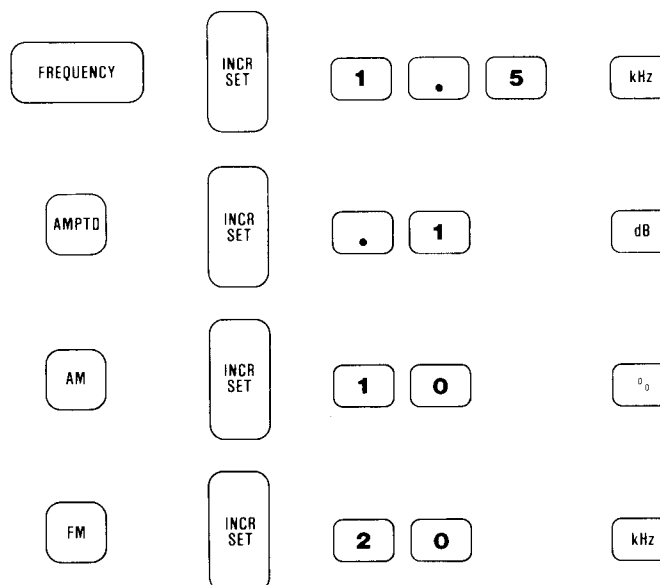 FREQUENCY INCR SET 1 . 5 kHz
AMPTD INCR SET . 1 dB
AM INCR SET 1 0 %
FM INCR SET 2 0 kHz